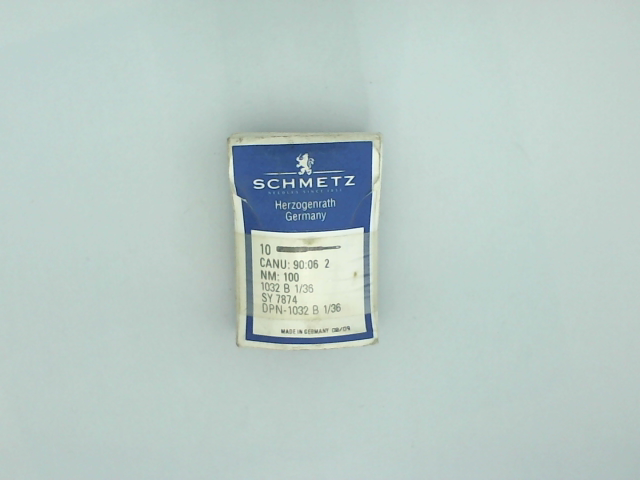 SCHMETZ
Herzogenrath
Germany
10
CANU: 90:06 2
NM: 100
1032 B 1/36
SY 7874
DPN-1032 B 1/36
MADE IN GERMANY